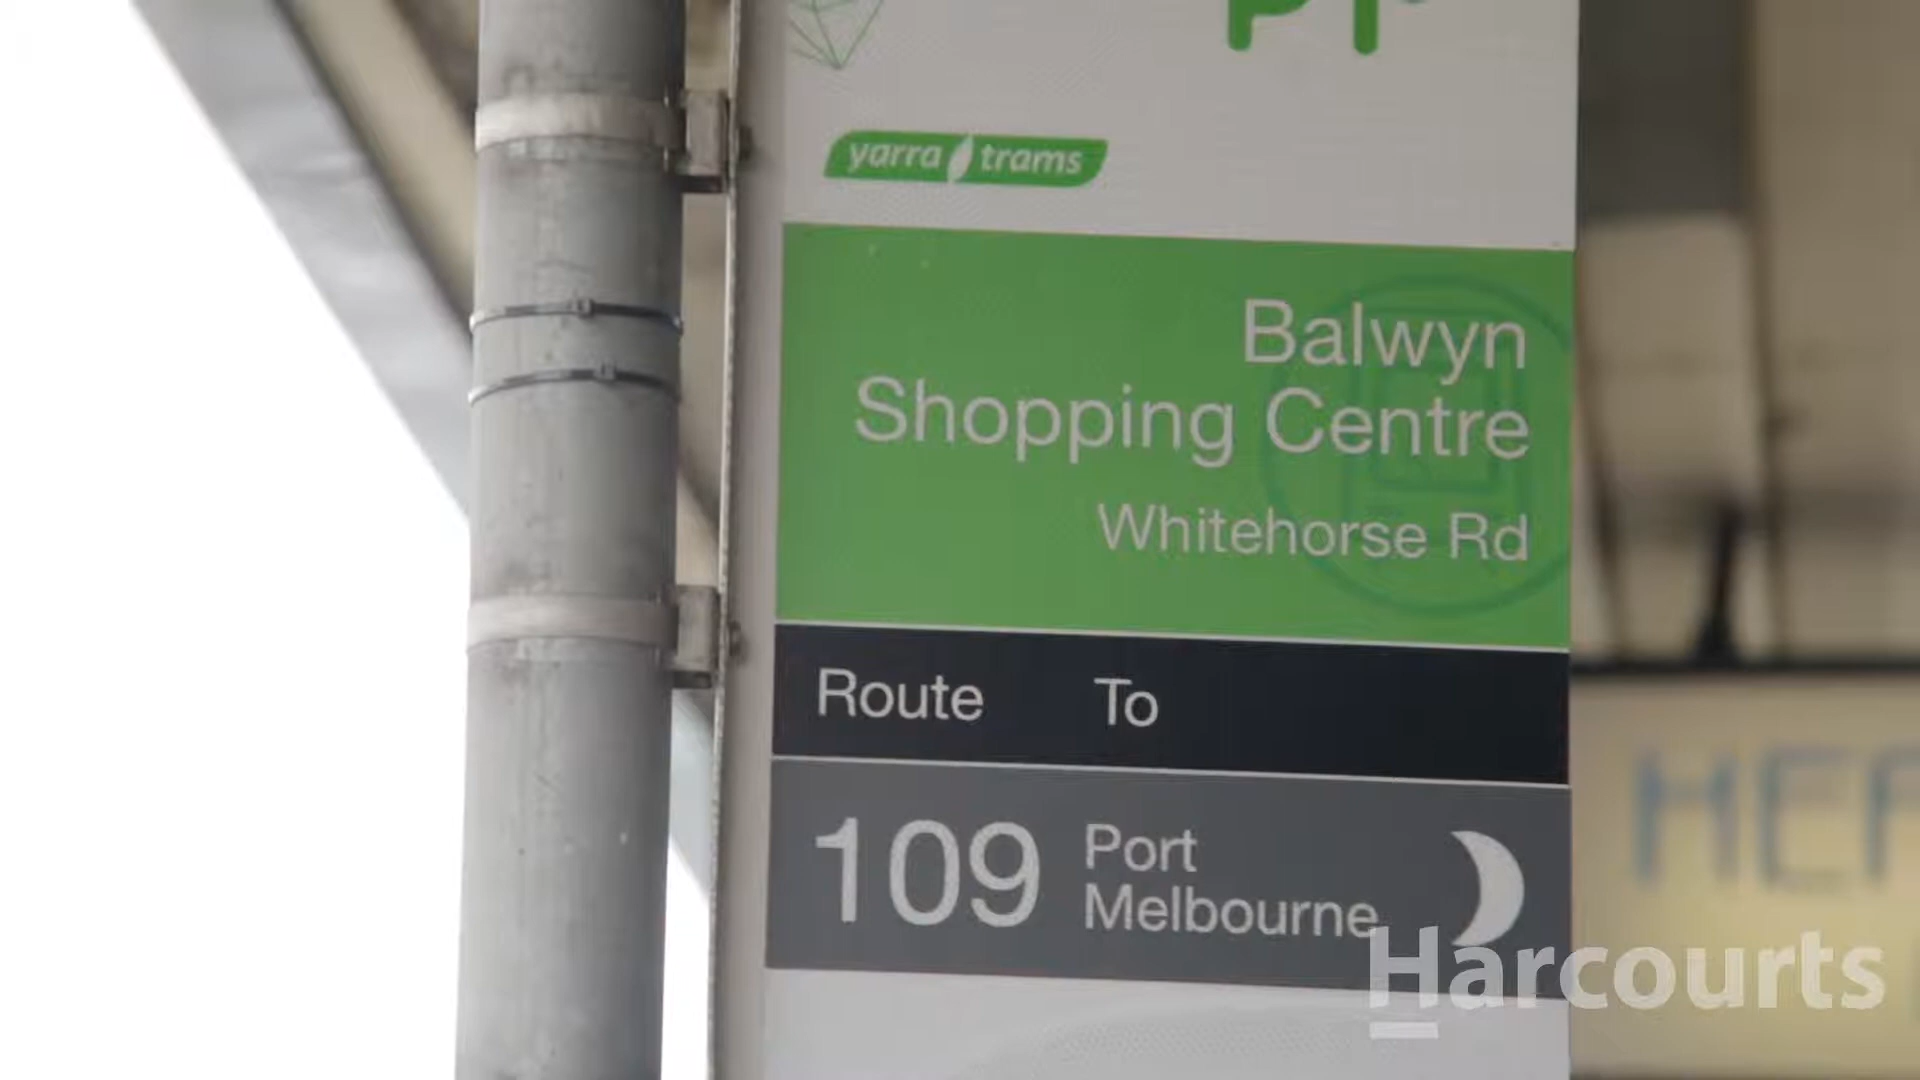 yarra trams
Balwyn
Shopping Centre
Whitehorse Rd
Route To
109 Port
Melbourne
Harcourts